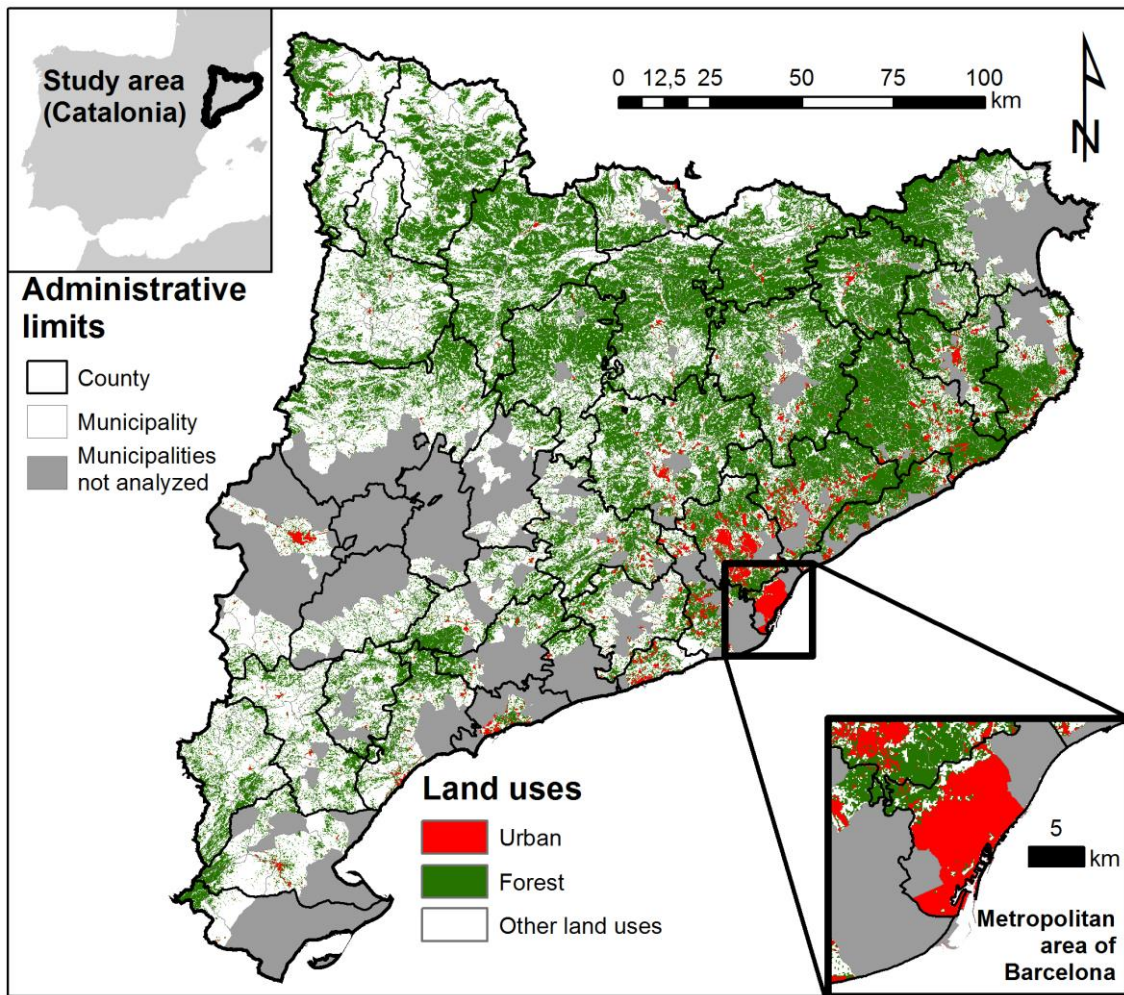 Study area
(Catalonia)
0 12,5 25 50 75 100
km
N
Administrative
limits
County
Municipality
Municipalities
not analyzed
Land uses
Urban
Forest
Other land uses
5
km
Metropolitan
area of
Barcelona